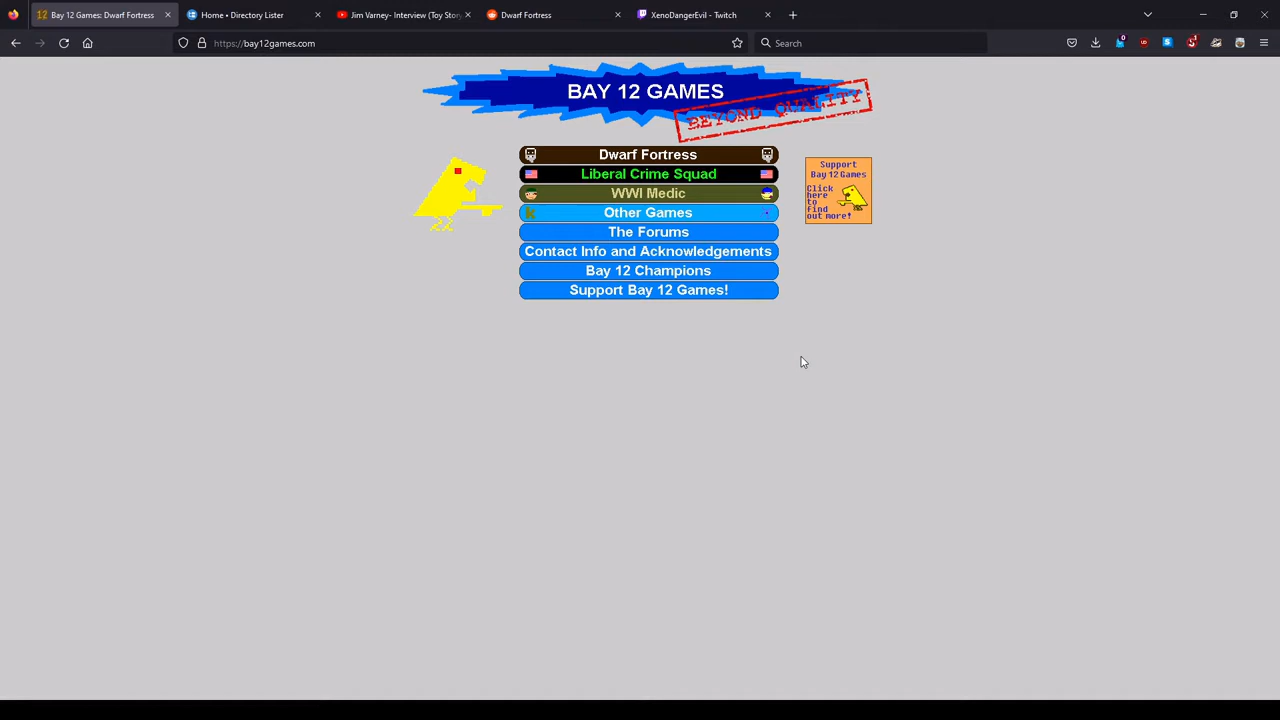 Bay 12 Games: Dwarf Fortress
Home • Directory Lister
Jim Varney- Interview (Toy Story
Dwarf Fortress
XenoDangerEvil - Twitch
https://bay12games.com
Search
BAY 12 GAMES
BEYOND QUALITY
Dwarf Fortress
Liberal Crime Squad
WWI Medic
Other Games
The Forums
Contact Info and Acknowledgements
Bay 12 Champions
Support Bay 12 Games!
Support
Bay 12 Games
Click
here
to
find
out more!